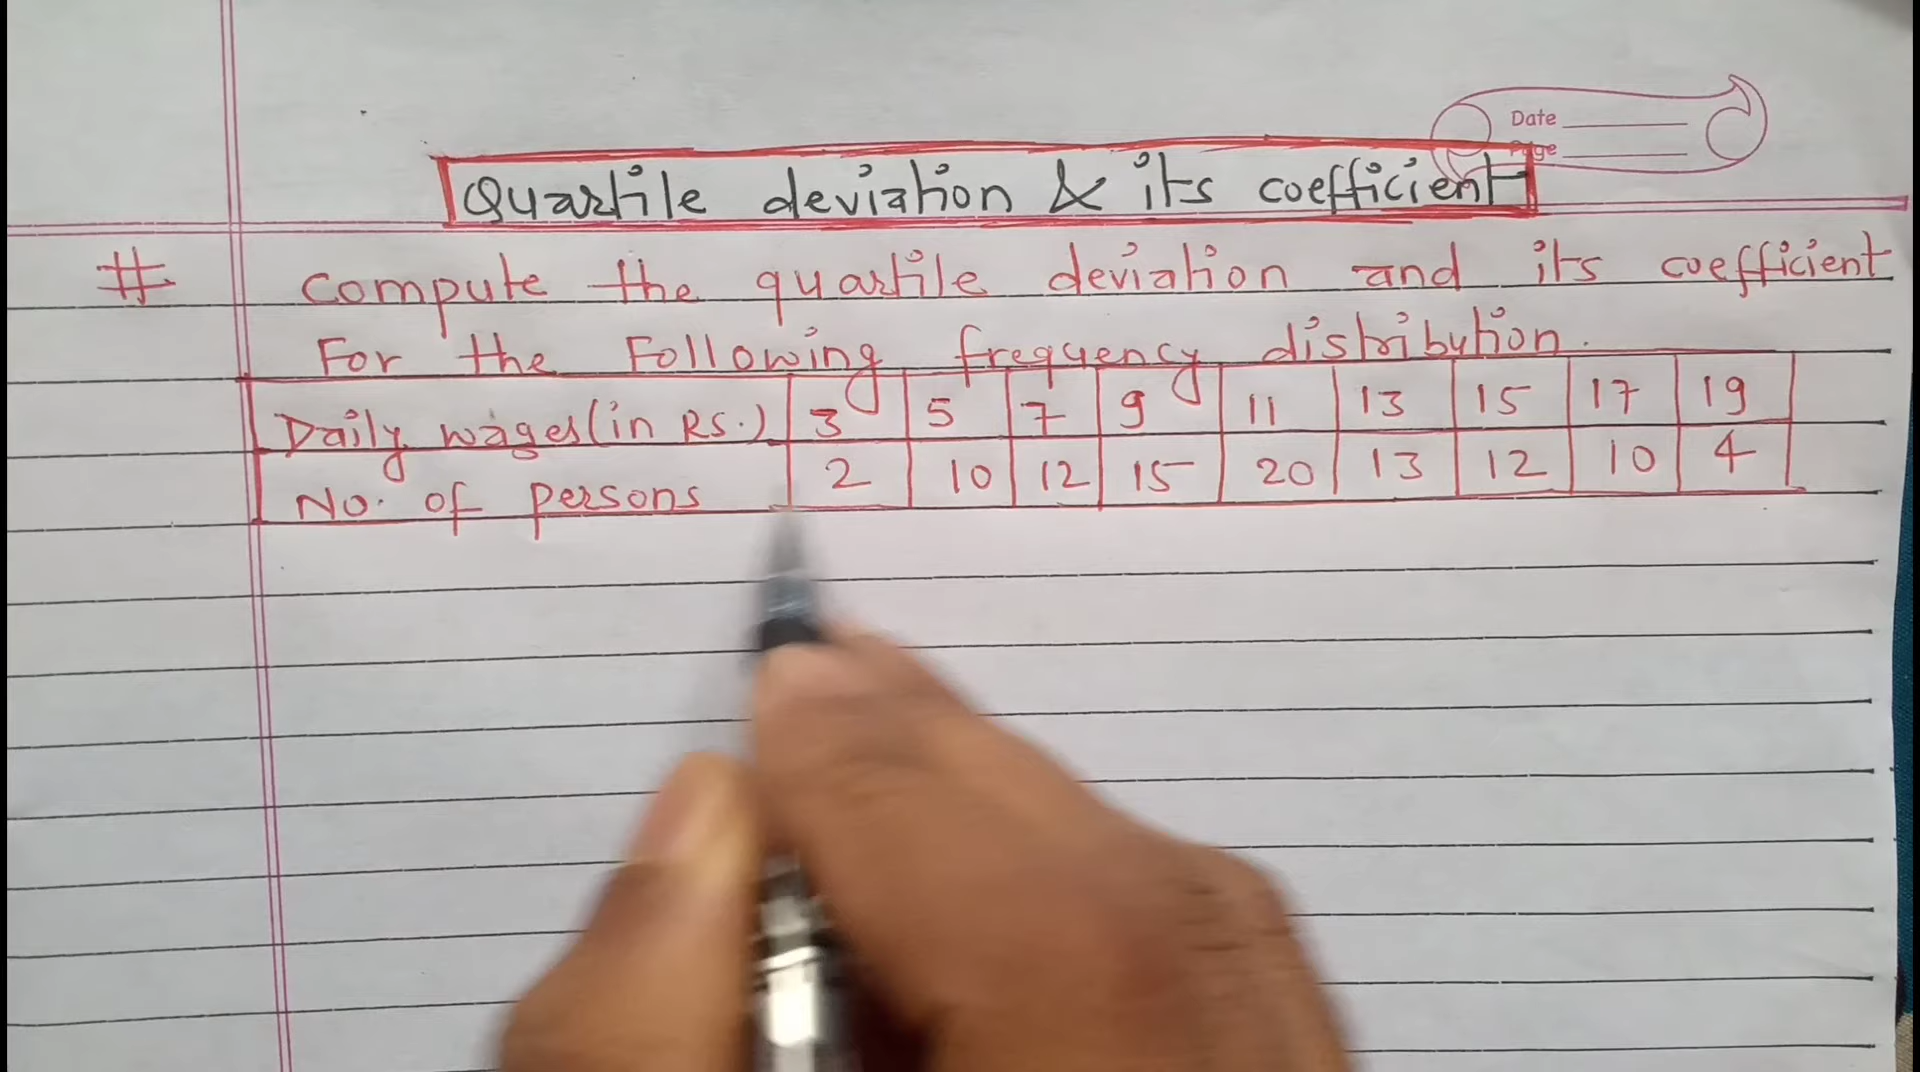 Date
Page
Quartile deviation & its coefficient
# Compute the quartile deviation and its coefficient
For the Following frequency distribution.
Daily wages (in Rs.) 3 5 7 9 11 13 15 17 19
No. of persons 2 10 12 15 20 13 12 10 4